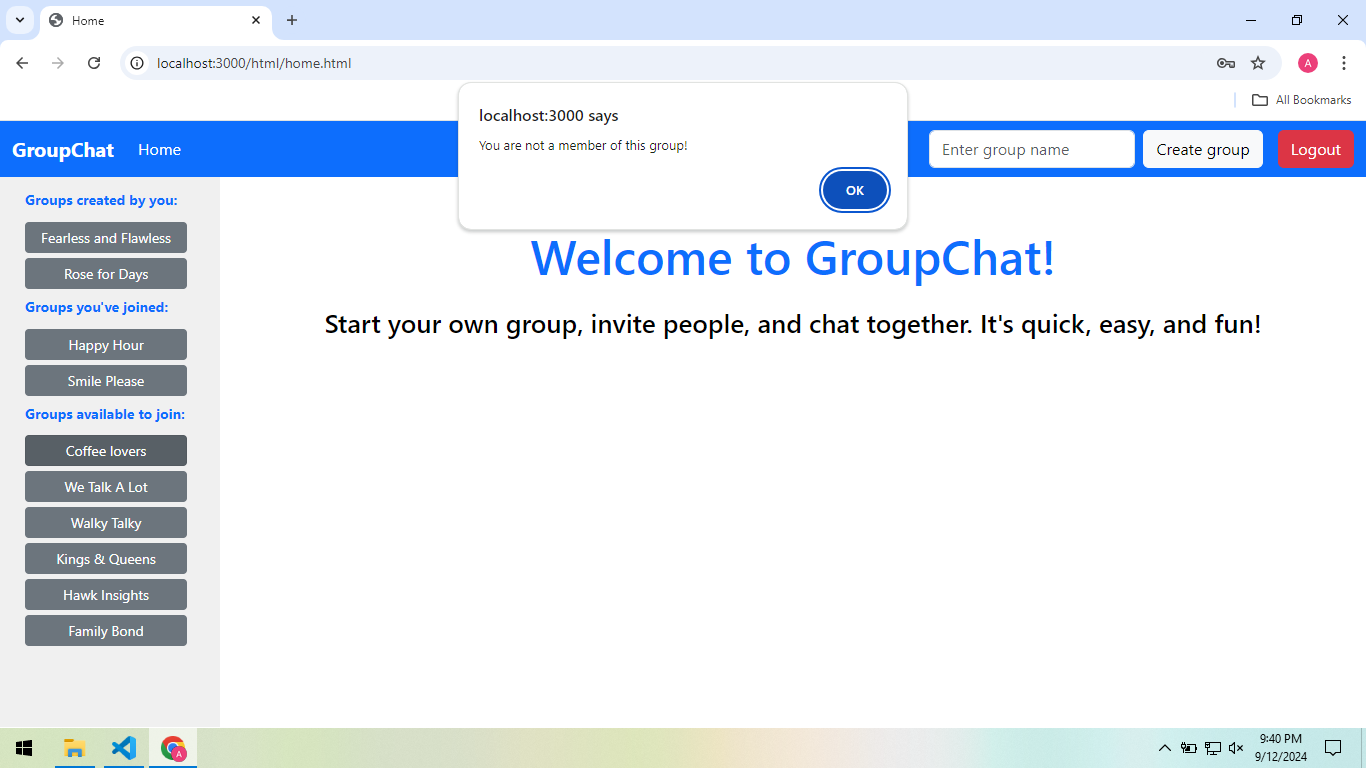 Home
localhost:3000/html/home.html
A
All Bookmarks
localhost:3000 says
You are not a member of this group!
OK
GroupChat
Home
Enter group name
Create group
Logout
Groups created by you:
Fearless and Flawless
Rose for Days
Groups you've joined:
Happy Hour
Smile Please
Groups available to join:
Coffee lovers
We Talk A Lot
Walky Talky
Kings & Queens
Hawk Insights
Family Bond
Welcome to GroupChat!
Start your own group, invite people, and chat together. It's quick, easy, and fun!
A
9:40 PM
9/12/2024